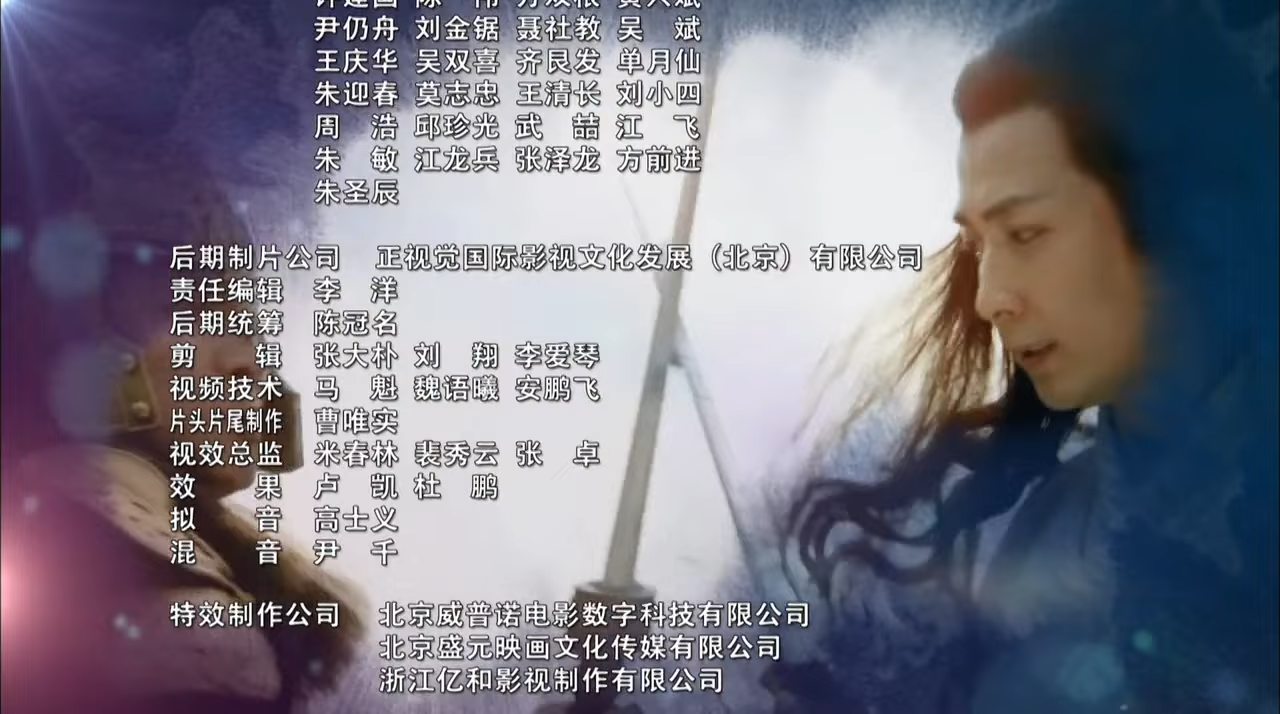 尹仍舟 刘金锯 聂社教 吴 斌
王庆华 吴双喜 齐艮发 单月仙
朱迎春 莫志忠 王清长 刘小四
周 浩 邱珍光 武 喆 江 飞
朱 敏 江龙兵 张泽龙 方前进
朱圣辰
后期制片公司 正视觉国际影视文化发展（北京）有限公司
责任编辑 李 洋
后期统筹 陈冠名
剪 辑 张大朴 刘 翔 李爱琴
视频技术 马 魁 魏语曦 安鹏飞
片头片尾制作 曹唯实
视效总监 米春林 裴秀云 张 卓
效 果 卢 凯 杜 鹏
拟 音 高士义
混 音 尹 千
特效制作公司 北京威普诺电影数字科技有限公司
北京盛元映画文化传媒有限公司
浙江亿和影视制作有限公司